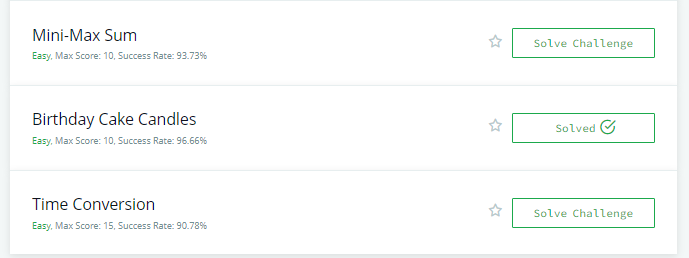 Mini-Max Sum
Easy, Max Score: 10, Success Rate: 93.73%
Solve Challenge
Birthday Cake Candles
Easy, Max Score: 10, Success Rate: 96.66%
Solved
Time Conversion
Easy, Max Score: 15, Success Rate: 90.78%
Solve Challenge